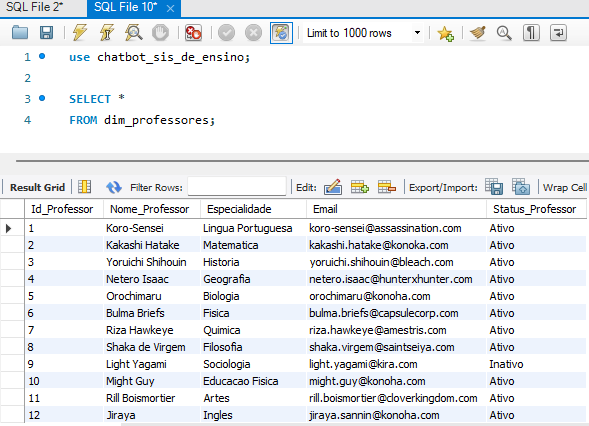 SQL File 2*
SQL File 10*
Limit to 1000 rows
1 use chatbot_sis_de_ensino;
2
3 SELECT *
4 FROM dim_professores;
Result Grid Filter Rows: Edit: Export/Import: Wrap Cell
Id_Professor Nome_Professor Especialidade Email Status_Professor
1 Koro-Sensei Lingua Portuguesa koro-sensei@assassination.com Ativo
2 Kakashi Hatake Matematica kakashi.hatake@konoka.com Ativo
3 Yoruichi Shihouin Historia yoruichi.shihouin@bleach.com Ativo
4 Netero Isaac Geografia netero.isaac@hunterxhunter.com Ativo
5 Orochimaru Biologia orochimaru@konoha.com Ativo
6 Bulma Briefs Fisica bulma.briefs@capsulecorp.com Ativo
7 Riza Hawkeye Quimica riza.hawkeye@amestris.com Ativo
8 Shaka de Virgem Filosofia shaka.virgem@saintseiya.com Ativo
9 Light Yagami Sociologia light.yagami@kira.com Inativo
10 Might Guy Educacao Fisica might.guy@konoha.com Ativo
11 Rill Boismortier Artes rill.boismortier@cloverkingdom.com Ativo
12 Jiraya Ingles jiraya.sannin@konoha.com Ativo